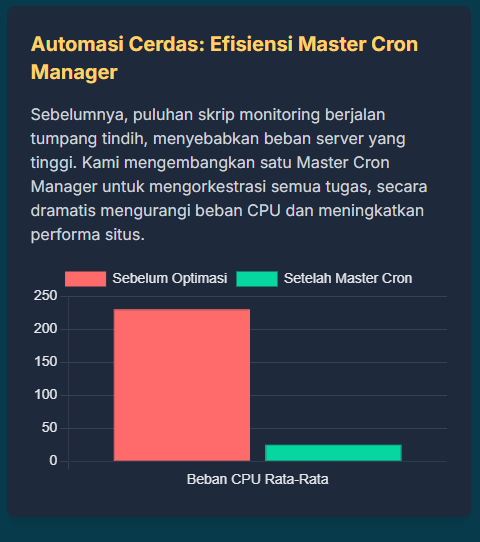 Automasi Cerdas: Efisiensi Master Cron
Manager
Sebelumnya, puluhan skrip monitoring berjalan
tumpang tindih, menyebabkan beban server yang
tinggi. Kami mengembangkan satu Master Cron
Manager untuk mengorkestrasi semua tugas, secara
dramatis mengurangi beban CPU dan meningkatkan
performa situs.
Sebelum Optimasi Setelah Master Cron
250
200
150
100
50
0
Beban CPU Rata-Rata